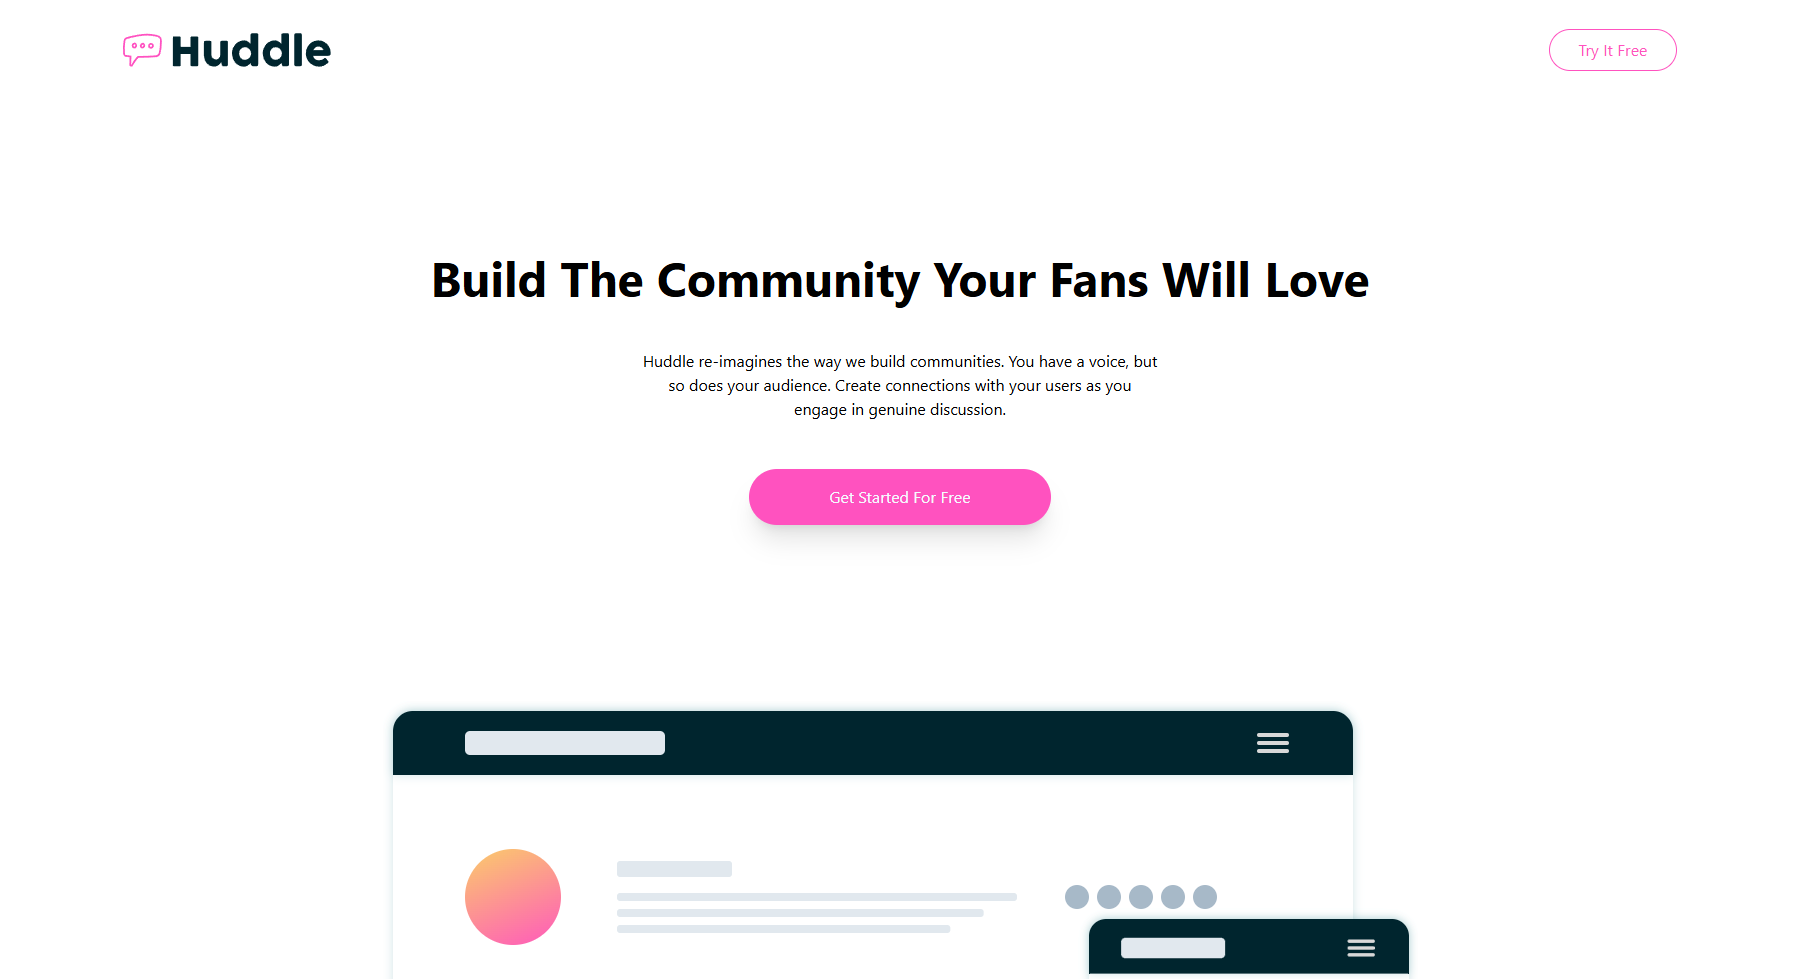 Huddle
Try It Free
Build The Community Your Fans Will Love
Huddle re-imagines the way we build communities. You have a voice, but
so does your audience. Create connections with your users as you
engage in genuine discussion.
Get Started For Free